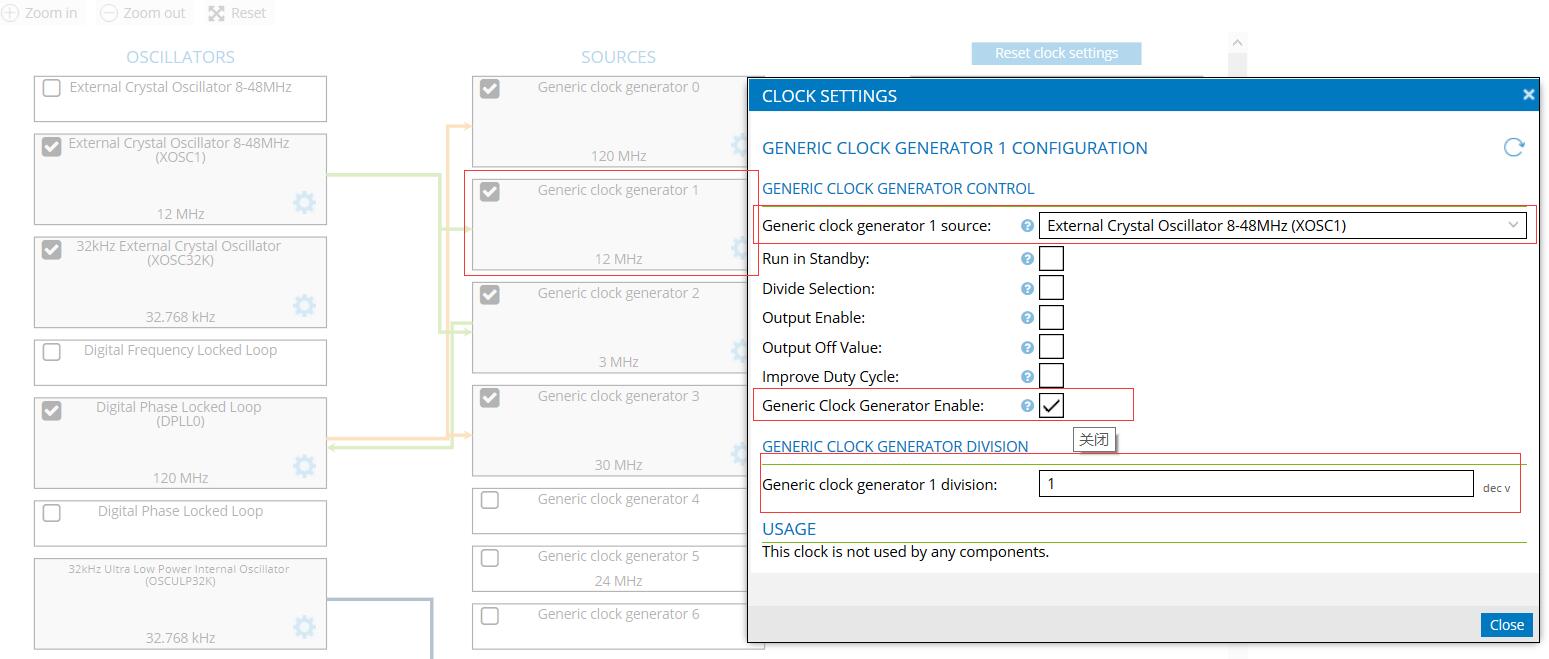 Zoom in
Zoom out
Reset
OSCILLATORS
SOURCES
Reset clock settings
External Crystal Oscillator 8-48MHz
External Crystal Oscillator 8-48MHz
(XOSC1)
12 MHz
32kHz External Crystal Oscillator
(XOSC32K)
32.768 kHz
Digital Frequency Locked Loop
Digital Phase Locked Loop
(DPLL0)
120 MHz
Digital Phase Locked Loop
32kHz Ultra Low Power Internal Oscillator
(OSCULP32K)
32.768 kHz
Generic clock generator 0
120 MHz
Generic clock generator 1
12 MHz
Generic clock generator 2
3 MHz
Generic clock generator 3
30 MHz
Generic clock generator 4
Generic clock generator 5
24 MHz
Generic clock generator 6
CLOCK SETTINGS
GENERIC CLOCK GENERATOR 1 CONFIGURATION
GENERIC CLOCK GENERATOR CONTROL
Generic clock generator 1 source: ? External Crystal Oscillator 8-48MHz (XOSC1)
Run in Standby: ?
Divide Selection: ?
Output Enable: ?
Output Off Value: ?
Improve Duty Cycle: ?
Generic Clock Generator Enable: ?
关闭
GENERIC CLOCK GENERATOR DIVISION
Generic clock generator 1 division: 1 dec v
USAGE
This clock is not used by any components.
Close